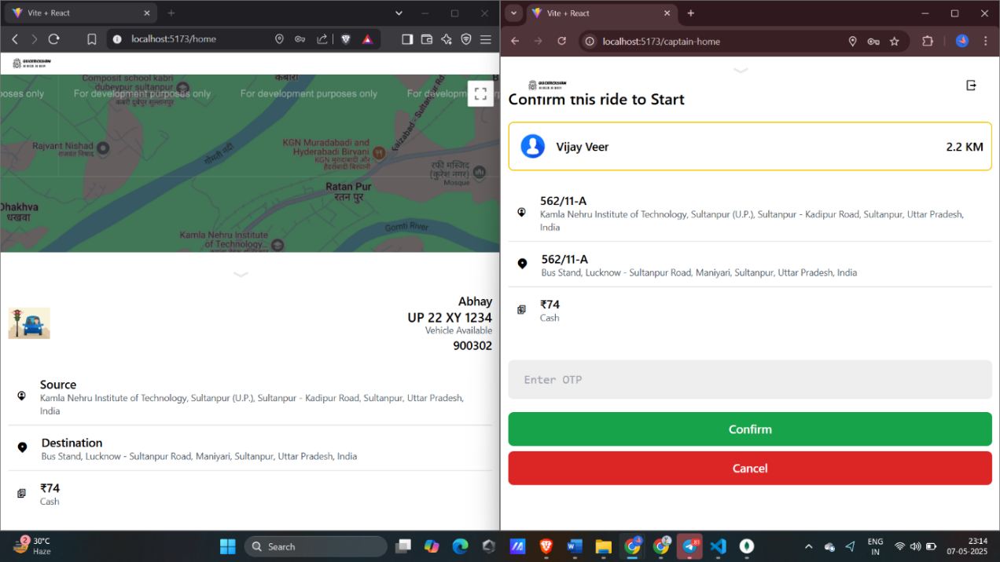 Vite + React
localhost:5173/home
QUICKRICKSHAW
poses only
For development purposes only
For development purposes only
For developm
Composit school kabri
dubeypur sultanpur
कबरी दुबेपुर सुल्तानपुर
कबारी
Rajvant Nishad
राजवंत निषाद
गोमती नदी
Faizabad - Sultanpur Rd
KGN Muradabadi and
Hyderabadi Biryani
KGN मुरादाबादी और
हैदराबादी बिरयानी
रफी मस्जिद
(कुरेश नगर)
Mosque
Ratan Pur
रतन पुर
Dhakhva
धखवा
Kamla Nehru Institute
of Technology...
Gomti River
Abhay
UP 22 XY 1234
Vehicle Available
900302
Source
Kamla Nehru Institute of Technology, Sultanpur (U.P.), Sultanpur - Kadipur Road, Sultanpur, Uttar Pradesh,
India
Destination
Bus Stand, Lucknow - Sultanpur Road, Maniyari, Sultanpur, Uttar Pradesh, India
₹74
Cash
Vite + React
localhost:5173/captain-home
QUICKRICKSHAW
Confirm this ride to Start
Vijay Veer
2.2 KM
562/11-A
Kamla Nehru Institute of Technology, Sultanpur (U.P.), Sultanpur - Kadipur Road, Sultanpur, Uttar Pradesh,
India
562/11-A
Bus Stand, Lucknow - Sultanpur Road, Maniyari, Sultanpur, Uttar Pradesh, India
₹74
Cash
Enter OTP
Confirm
Cancel
2
30°C
Haze
Search
81
ENG
IN
23:14
07-05-2025